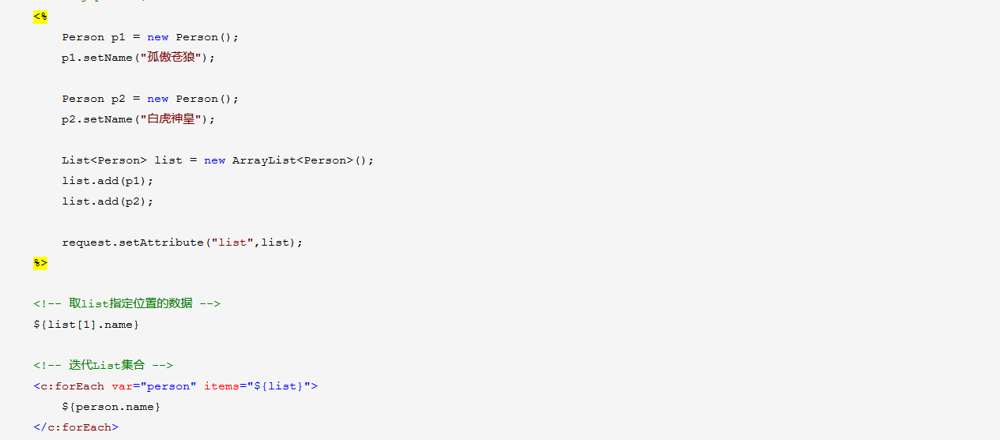 <%
Person p1 = new Person();
p1.setName("孤傲苍狼");
Person p2 = new Person();
p2.setName("白虎神皇");
List<Person> list = new ArrayList<Person>();
list.add(p1);
list.add(p2);
request.setAttribute("list",list);
%>
<!-- 取list指定位置的数据 -->
${list[1].name}
<!-- 迭代List集合 -->
<c:forEach var="person" items="${list}">
${person.name}
</c:forEach>